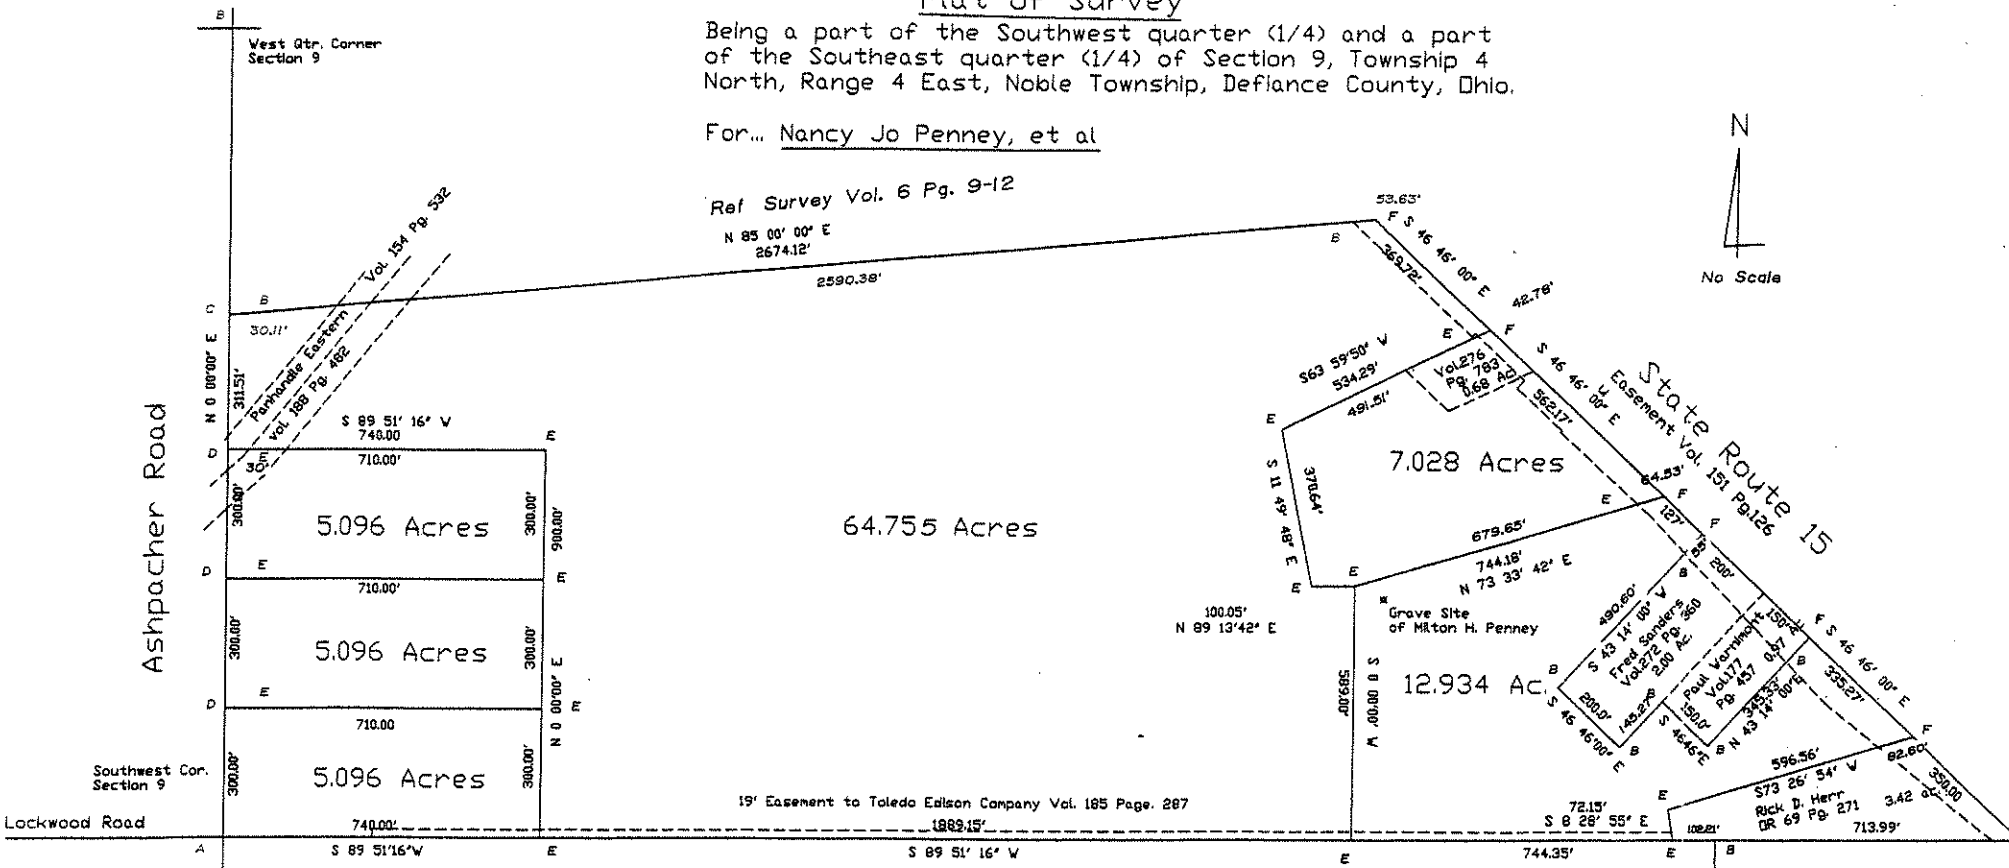 Plat of Survey
Being a part of the Southwest quarter (1/4) and a part
of the Southeast quarter (1/4) of Section 9, Township 4
North, Range 4 East, Noble Township, Defiance County, Ohio.
For... Nancy Jo Penney, et al
B
West Qtr. Corner
Section 9
N
No Scale
Ref Survey Vol. 6 Pg. 9-12
N 85 00' 00" E
2674.12'
2590.38'
53.63'
B
F
S 46 46' 00" E
369.72'
42.78'
C
B
30.11'
N 0 00'00" E
311.51'
Vol. 154 Pg. 532
Panhandle Eastern
Vol. 188 Pg. 482
E
F
S63 59'50" W
534.29'
491.51'
Vol.276
Pg. 783
0.68 Ac.
S 46 46' 00" E
562.17'
State Route 15
Easement Vol. 151 Pg.126
Ashpacher Road
S 89 51' 16" W
740.00
710.00'
D
E
E
30'
300.00'
5.096 Acres
300.00'
900.00'
64.755 Acres
E
S 11 49' 48" E
370.64'
7.028 Acres
64.53'
E
F
127'
F
679.65'
744.18'
N 73 33' 42" E
D
E
E
710.00'
E
E
100.05'
N 89 13'42" E
Grave Site
of Milton H. Penney
55'
B
200'
490.60'
S 43 14' 00" W
Fred Sanders
Vol.272 Pg. 360
2.00 Ac.
150'
F
S 46 46' 00" E
335.27'
300.00'
5.096 Acres
300.00'
N 0 00'00" E
S 0 00'00" W
589.00'
12.934 Ac.
B
200.0'
S 46 46'00" E
B
145.27'
B
Paul Varnimont
Vol.177
Pg. 457 0.97
150.0'
S 4646'E
B
345.33'
N 43 14' 00"E
B
D
E
E
710.00
Southwest Cor.
Section 9
300.00'
5.096 Acres
300.00'
Lockwood Road
740.00'
19' Easement to Toledo Edison Company Vol. 185 Page. 287
1889.15'
72.15'
S 8 28' 55" E
E
596.56'
S73 26' 54" W
82.60'
F
350.00
Rick D. Herr
OR 69 Pg. 271
3.42 ac.
102.21'
713.99'
A
S 89 51'16"W
E
S 89 51' 16" W
E
744.35'
E
B